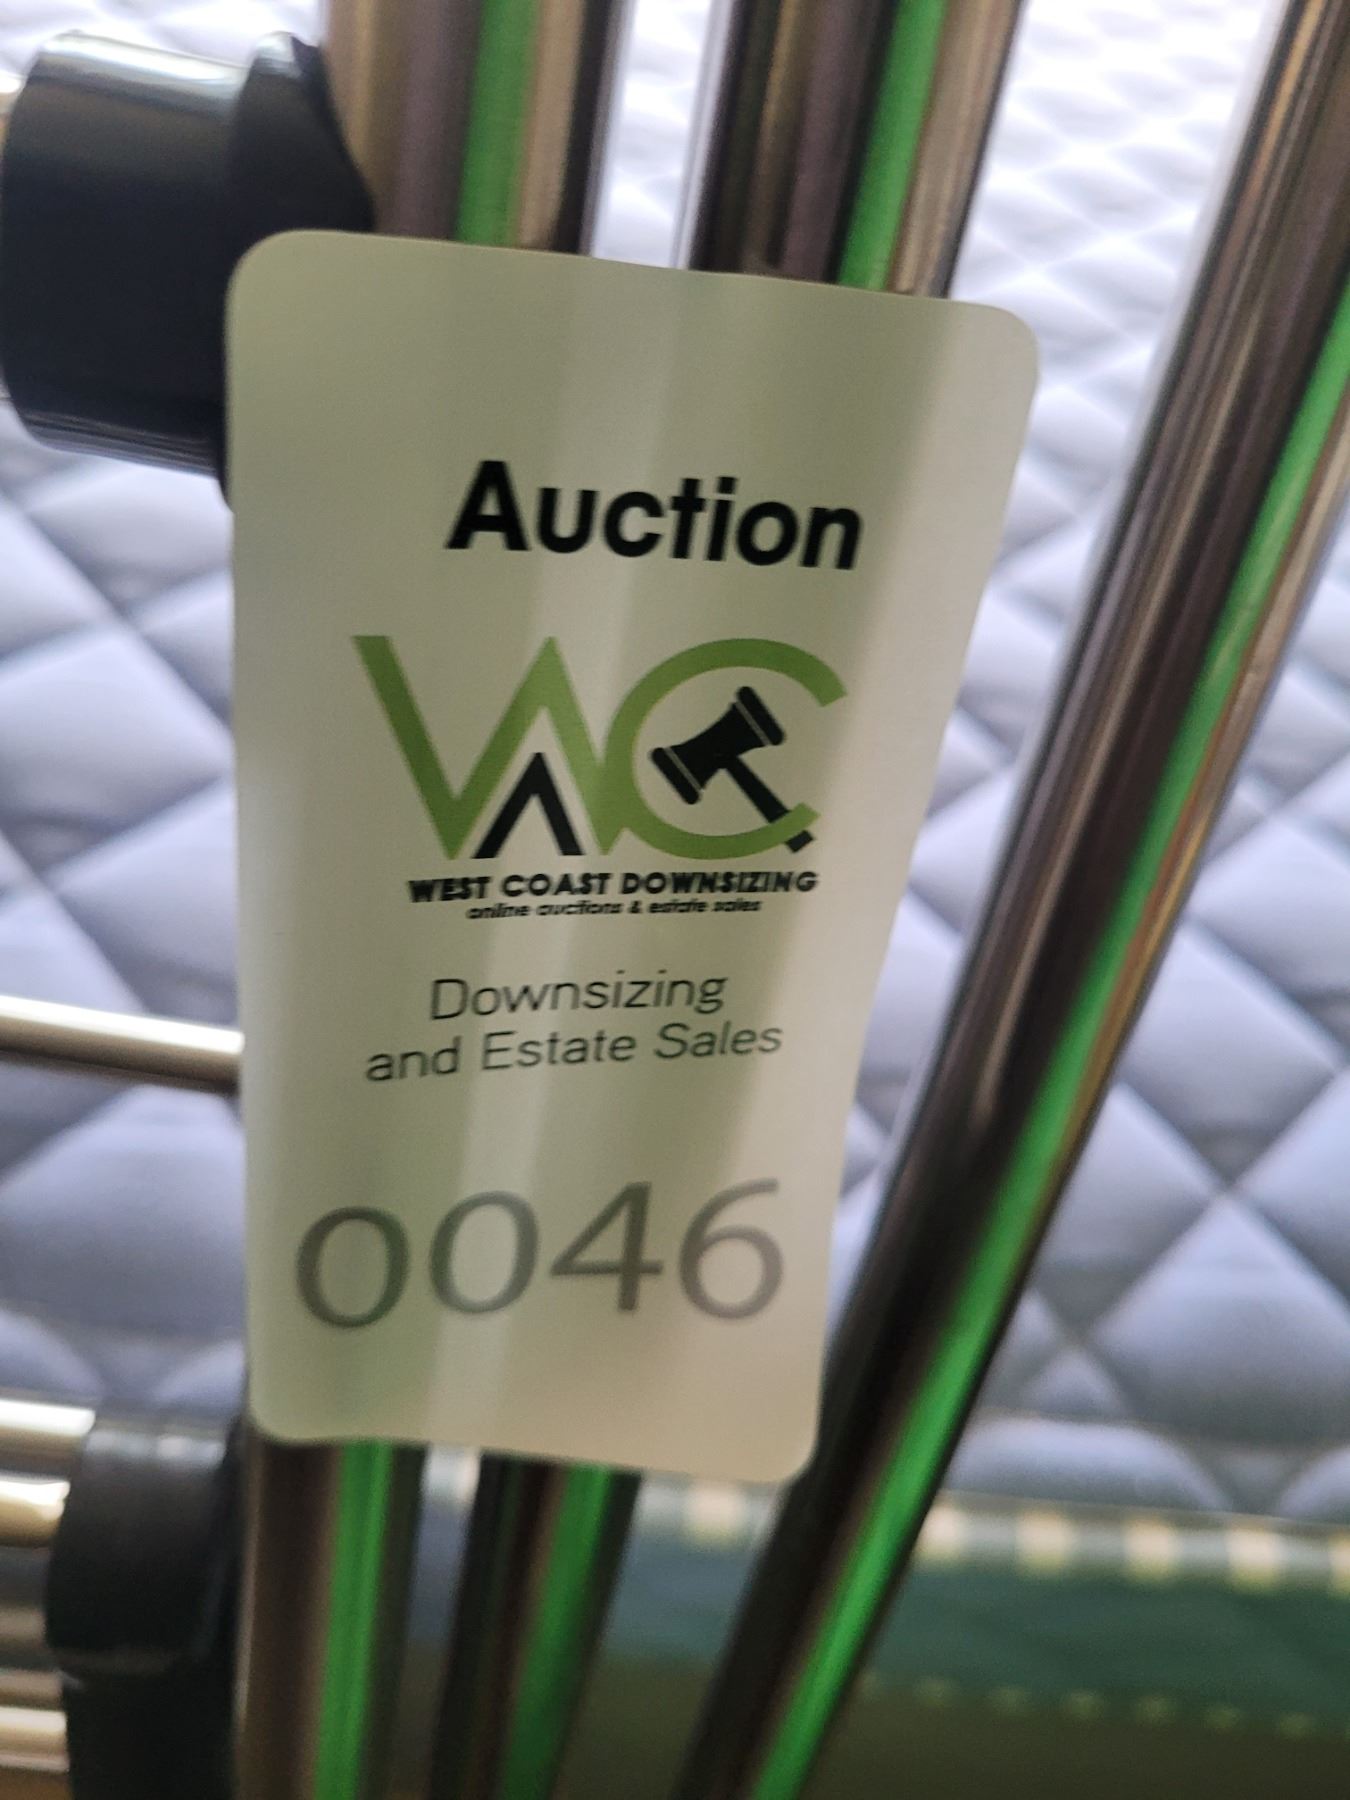 Auction
WC
WEST COAST DOWNSIZING
online auctions & estate sales
Downsizing
and Estate Sales
0046